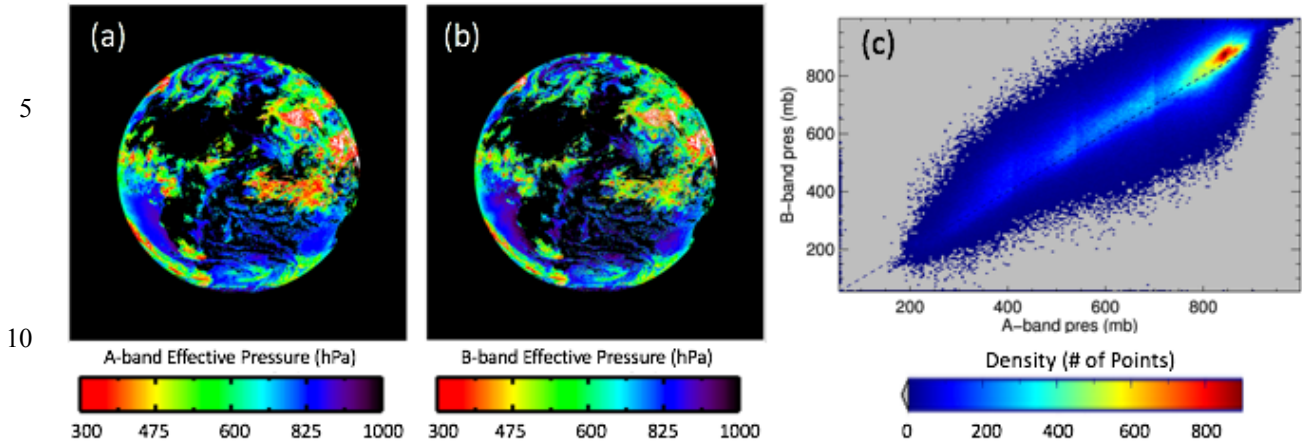 (a)
(b)
(c)
5
10
A-band Effective Pressure (hPa)
300 475 600 825 1000
B-band Effective Pressure (hPa)
300 475 600 825 1000
B-band pres (mb)
800
600
400
200
200 400 600 800
A-band pres (mb)
Density (# of Points)
0 200 400 600 800